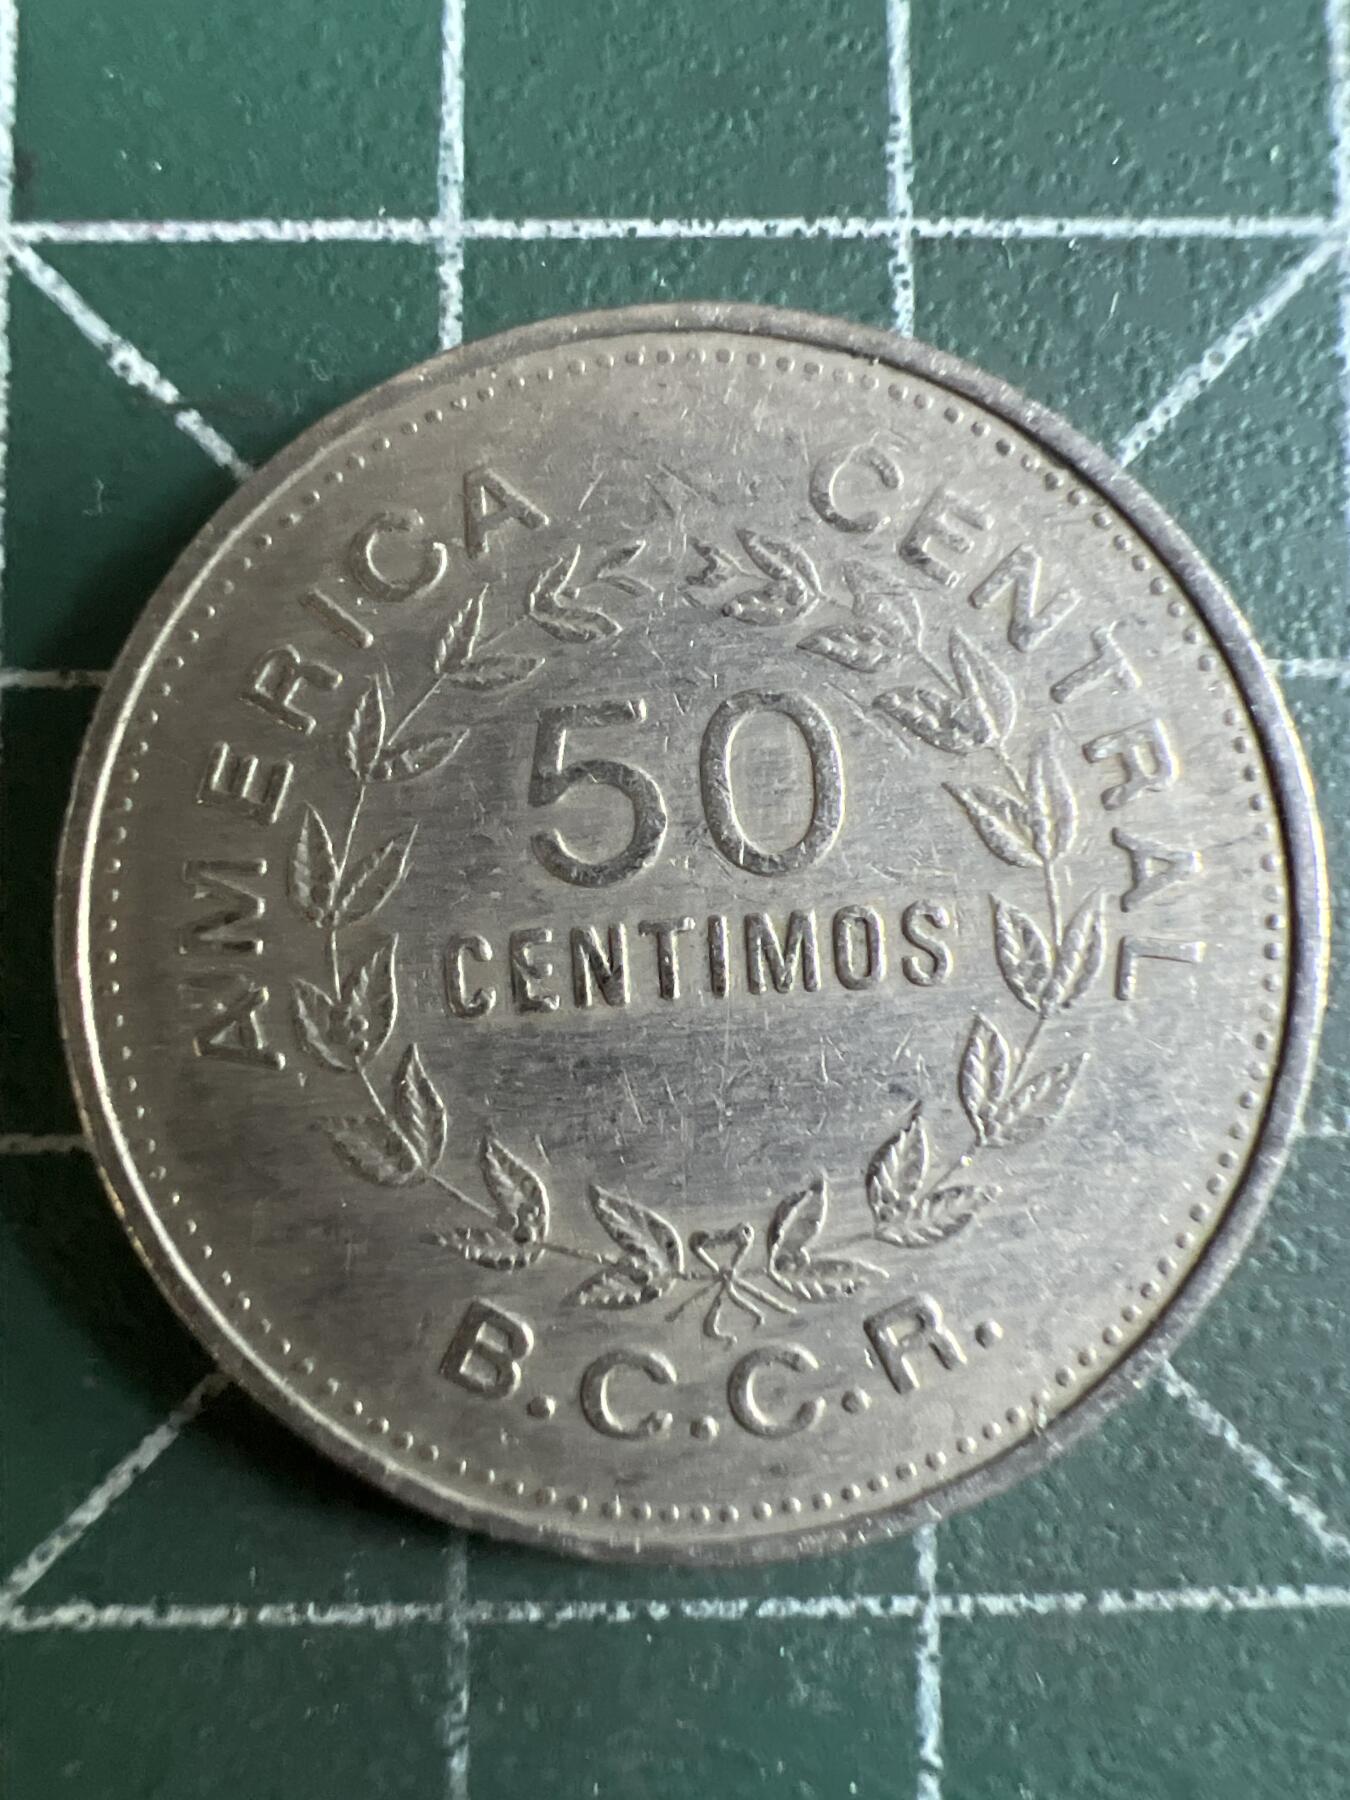 AMERICA CENTRAL
50
CENTIMOS
B.C.C.R.